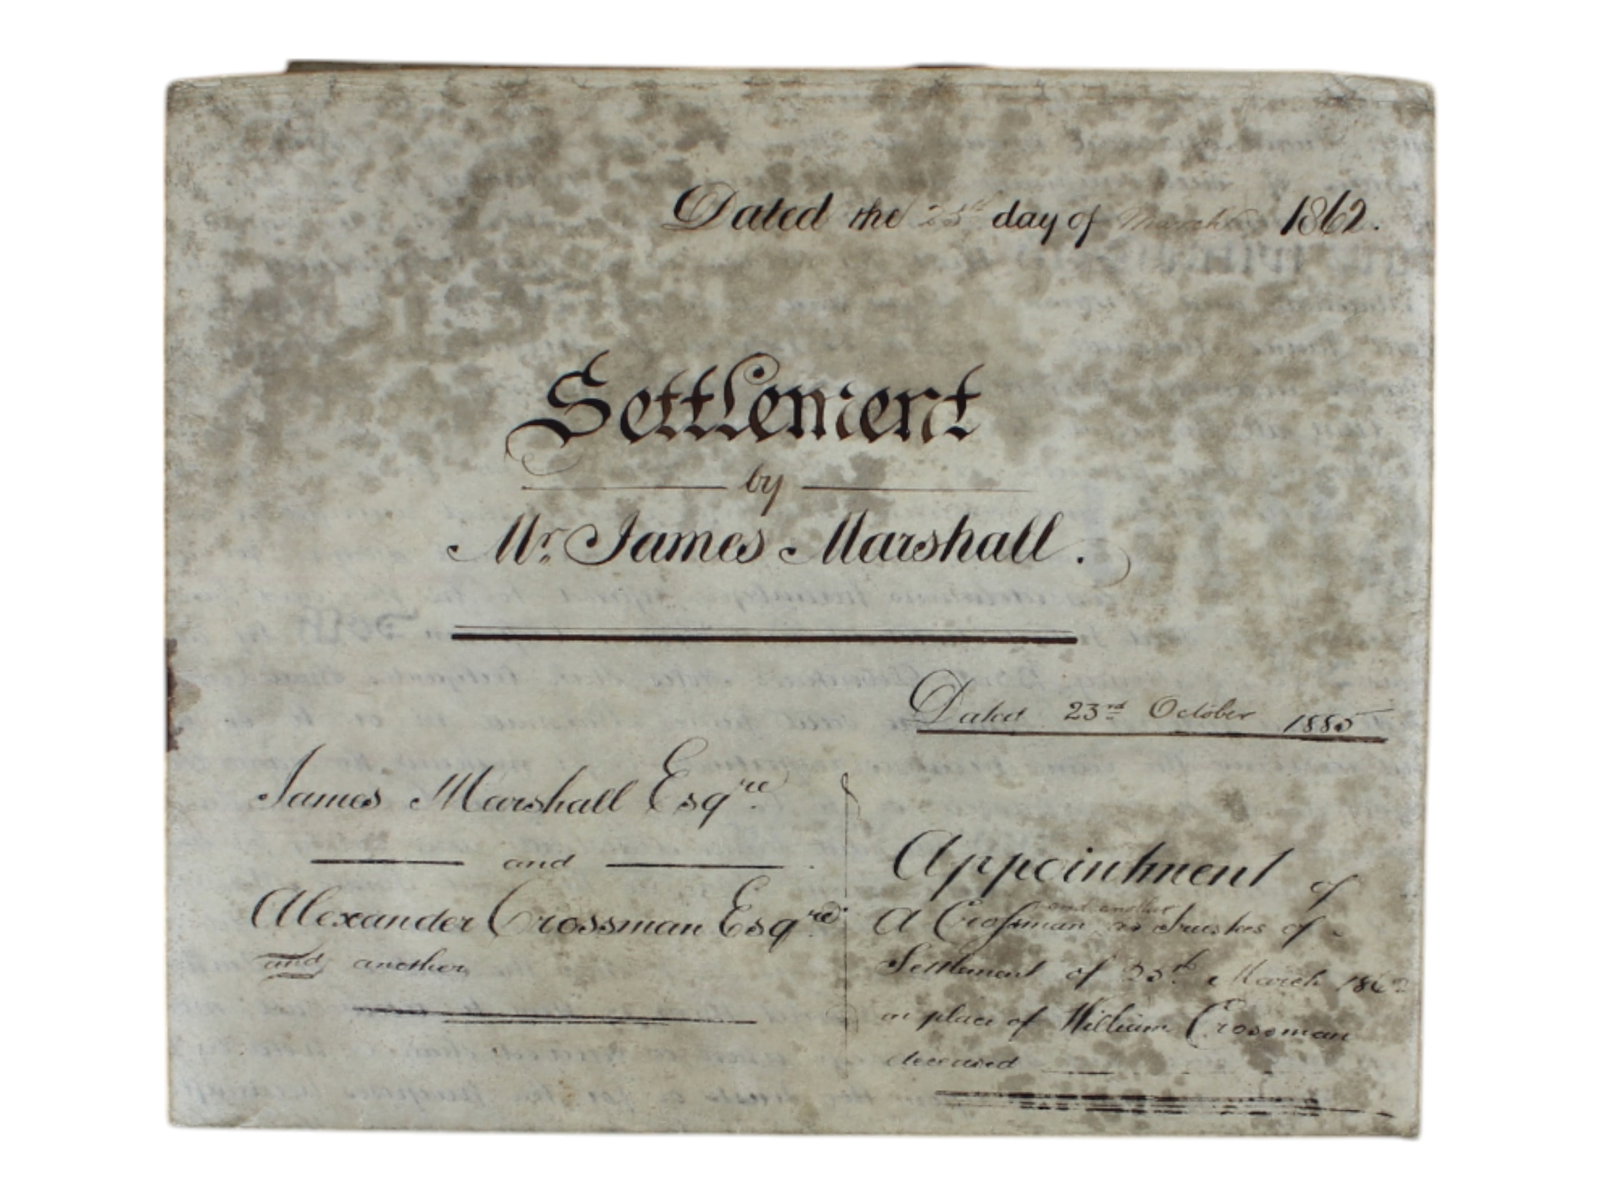 Dated the 25th day of March 1862.
Settlement
by
Mr. James Marshall.
Dated 23rd October 1885
James Marshall Esqre.
and
Alexander Crossman Esqre.
and another
Appointment of
and another
A Crossman as trustees of
Settlement of 25th March 1862
in place of William Crossman
deceased